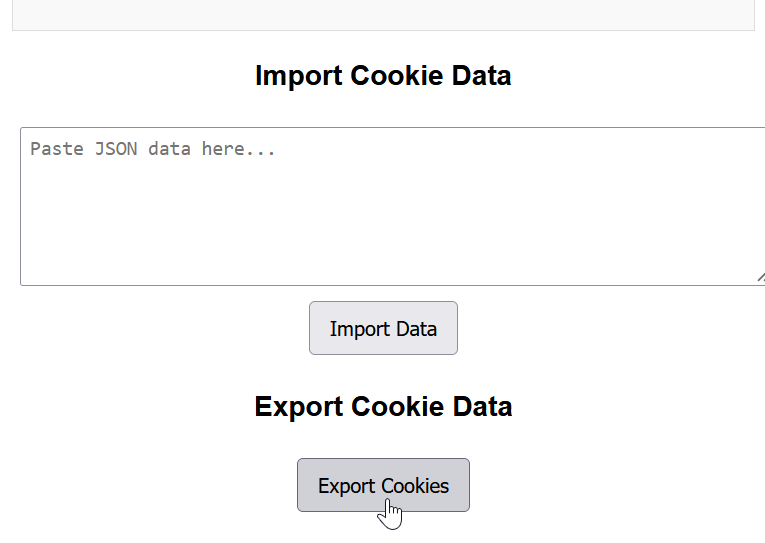 Import Cookie Data
Paste JSON data here...
Import Data
Export Cookie Data
Export Cookies